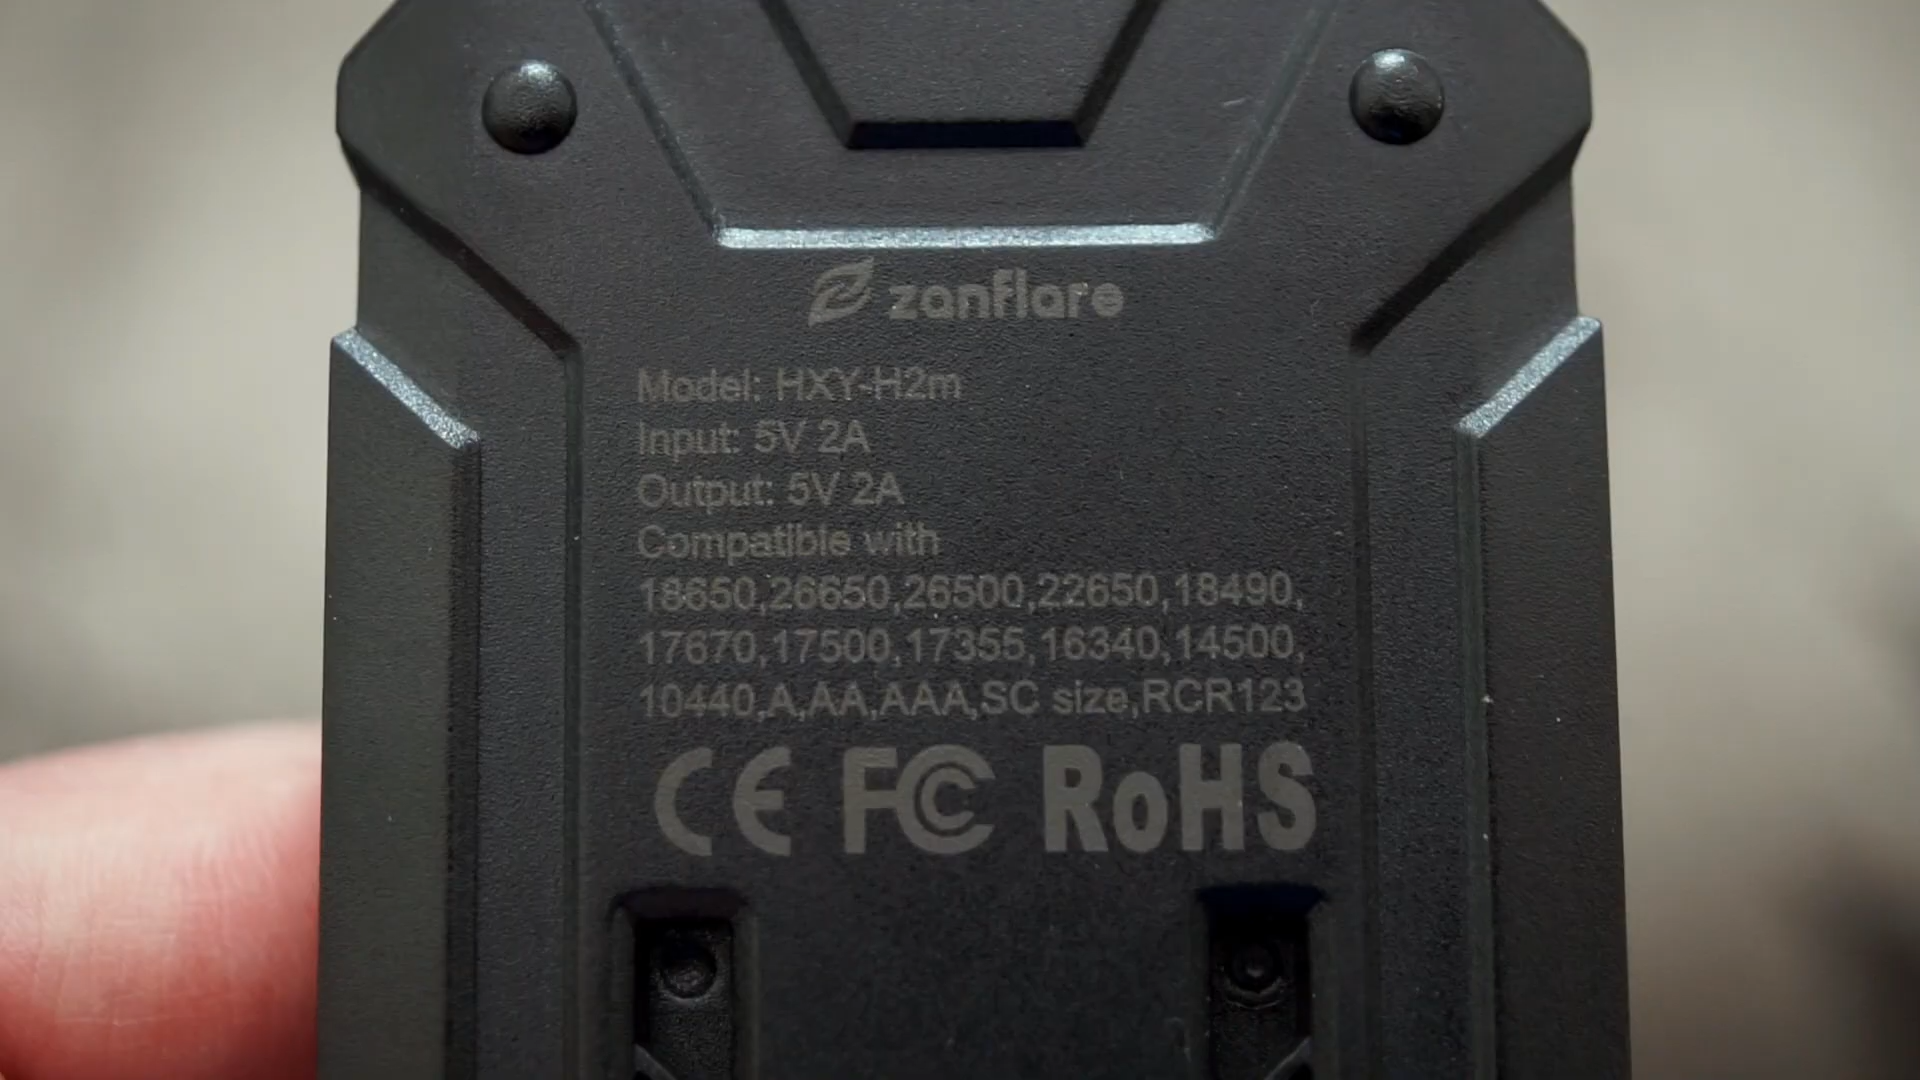 zanflare
Model: HXY-H2m
Input: 5V 2A
Output: 5V 2A
Compatible with
18650,26650,26500,22650,18490,
17670,17500,17355,16340,14500,
10440,A,AA,AAA,SC size,RCR123
CE FC RoHS